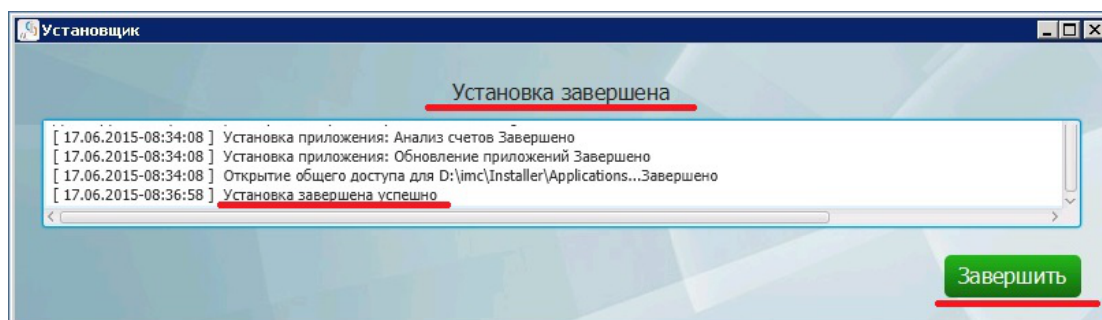 Установщик
Установка завершена
[ 17.06.2015-08:34:08 ] Установка приложения: Анализ счетов Завершено
[ 17.06.2015-08:34:08 ] Установка приложения: Обновление приложений Завершено
[ 17.06.2015-08:34:08 ] Открытие общего доступа для D:\imc\Installer\Applications...Завершено
[ 17.06.2015-08:36:58 ] Установка завершена успешно
Завершить